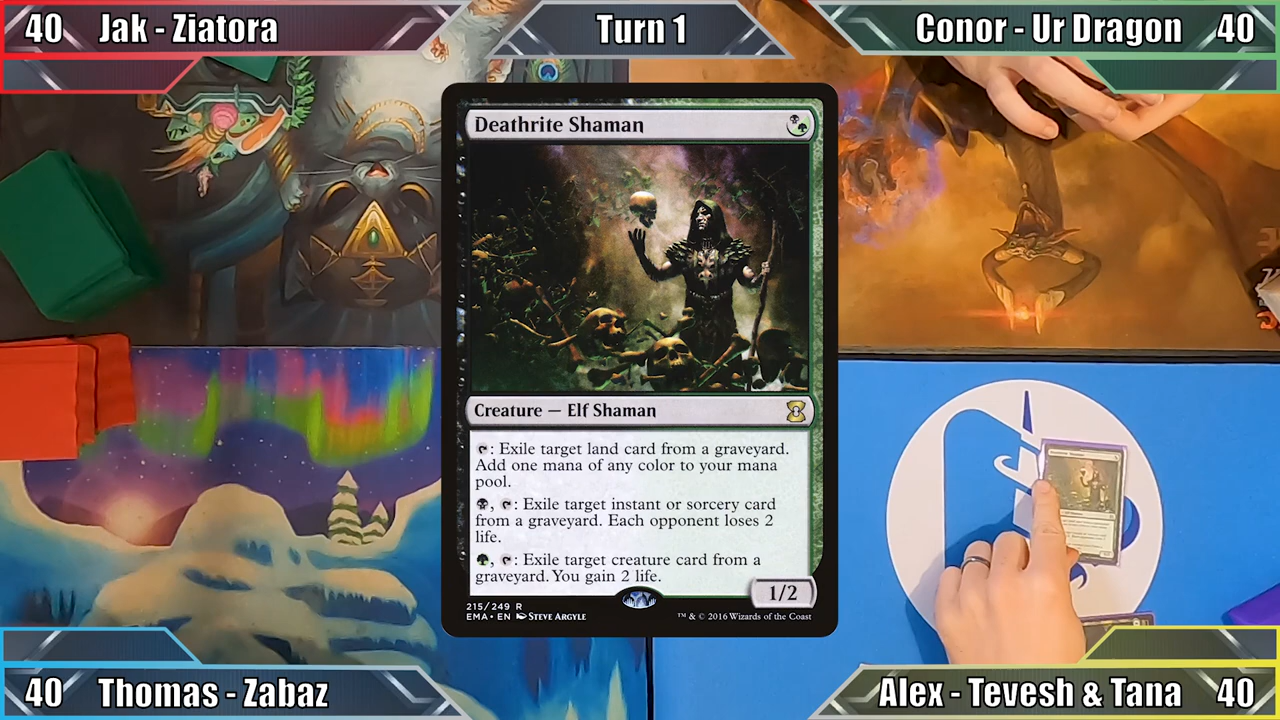 40 Jak - Ziatora
Turn 1
Conor - Ur Dragon 40
Deathrite Shaman
Creature — Elf Shaman
: Exile target land card from a graveyard.
Add one mana of any color to your mana
pool.
, : Exile target instant or sorcery card
from a graveyard. Each opponent loses 2
life.
, : Exile target creature card from a
graveyard. You gain 2 life.
1/2
215/249 R
EMA • EN STEVE ARGYLE
™ & © 2016 Wizards of the Coast
40 Thomas - Zabaz
Alex - Tevesh & Tana 40